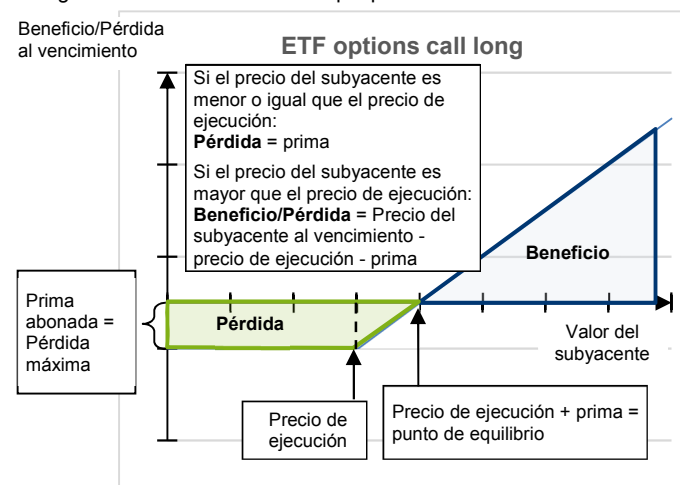 Beneficio/Pérdida
al vencimiento
ETF options call long
Si el precio del subyacente es
menor o igual que el precio de
ejecución:
Pérdida = prima
Si el precio del subyacente es
mayor que el precio de ejecución:
Beneficio/Pérdida = Precio del
subyacente al vencimiento -
precio de ejecución - prima
Beneficio
Prima
abonada =
Pérdida
máxima
Pérdida
Valor del
subyacente
Precio de
ejecución
Precio de ejecución + prima =
punto de equilibrio